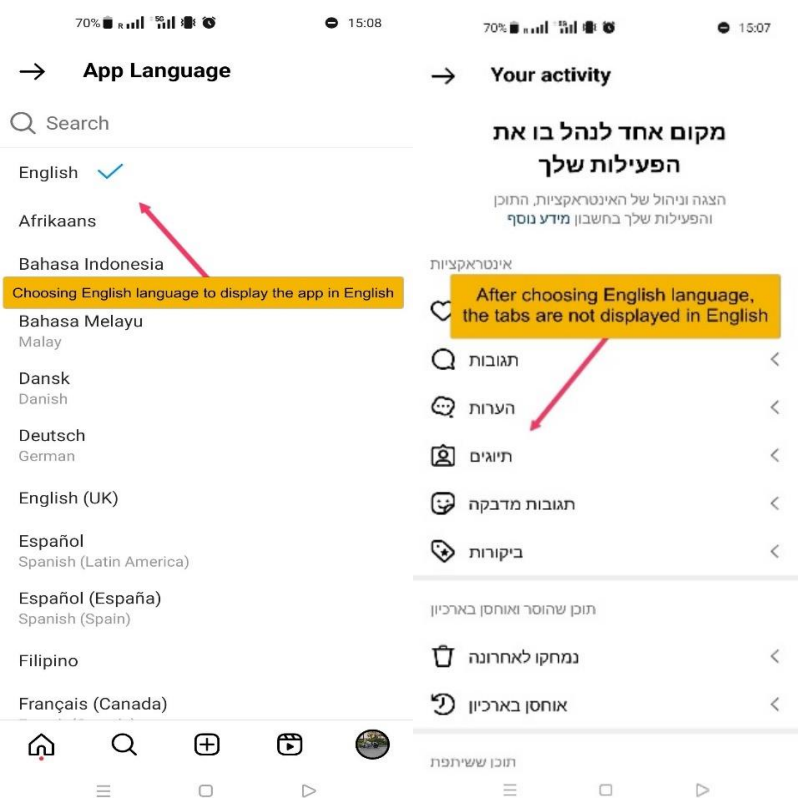 70%
R
5G
15:08
App Language
Search
English
Afrikaans
Bahasa Indonesia
Choosing English language to display the app in English
Bahasa Melayu
Malay
Dansk
Danish
Deutsch
German
English (UK)
Español
Spanish (Latin America)
Español (España)
Spanish (Spain)
Filipino
Français (Canada)
70%
15:07
Your activity
מקום אחד לנהל בו את
הפעילות שלך
הצגה וניהול של האינטראקציות, התוכן
והפעילות שלך בחשבון מידע נוסף
אינטראקציות
After choosing English language,
the tabs are not displayed in English
תגובות
הערות
תיוגים
תגובות מדבקה
ביקורות
תוכן שהוסר ואוחסן בארכיון
נמחקו לאחרונה
אוחסן בארכיון
תוכן ששיתפת